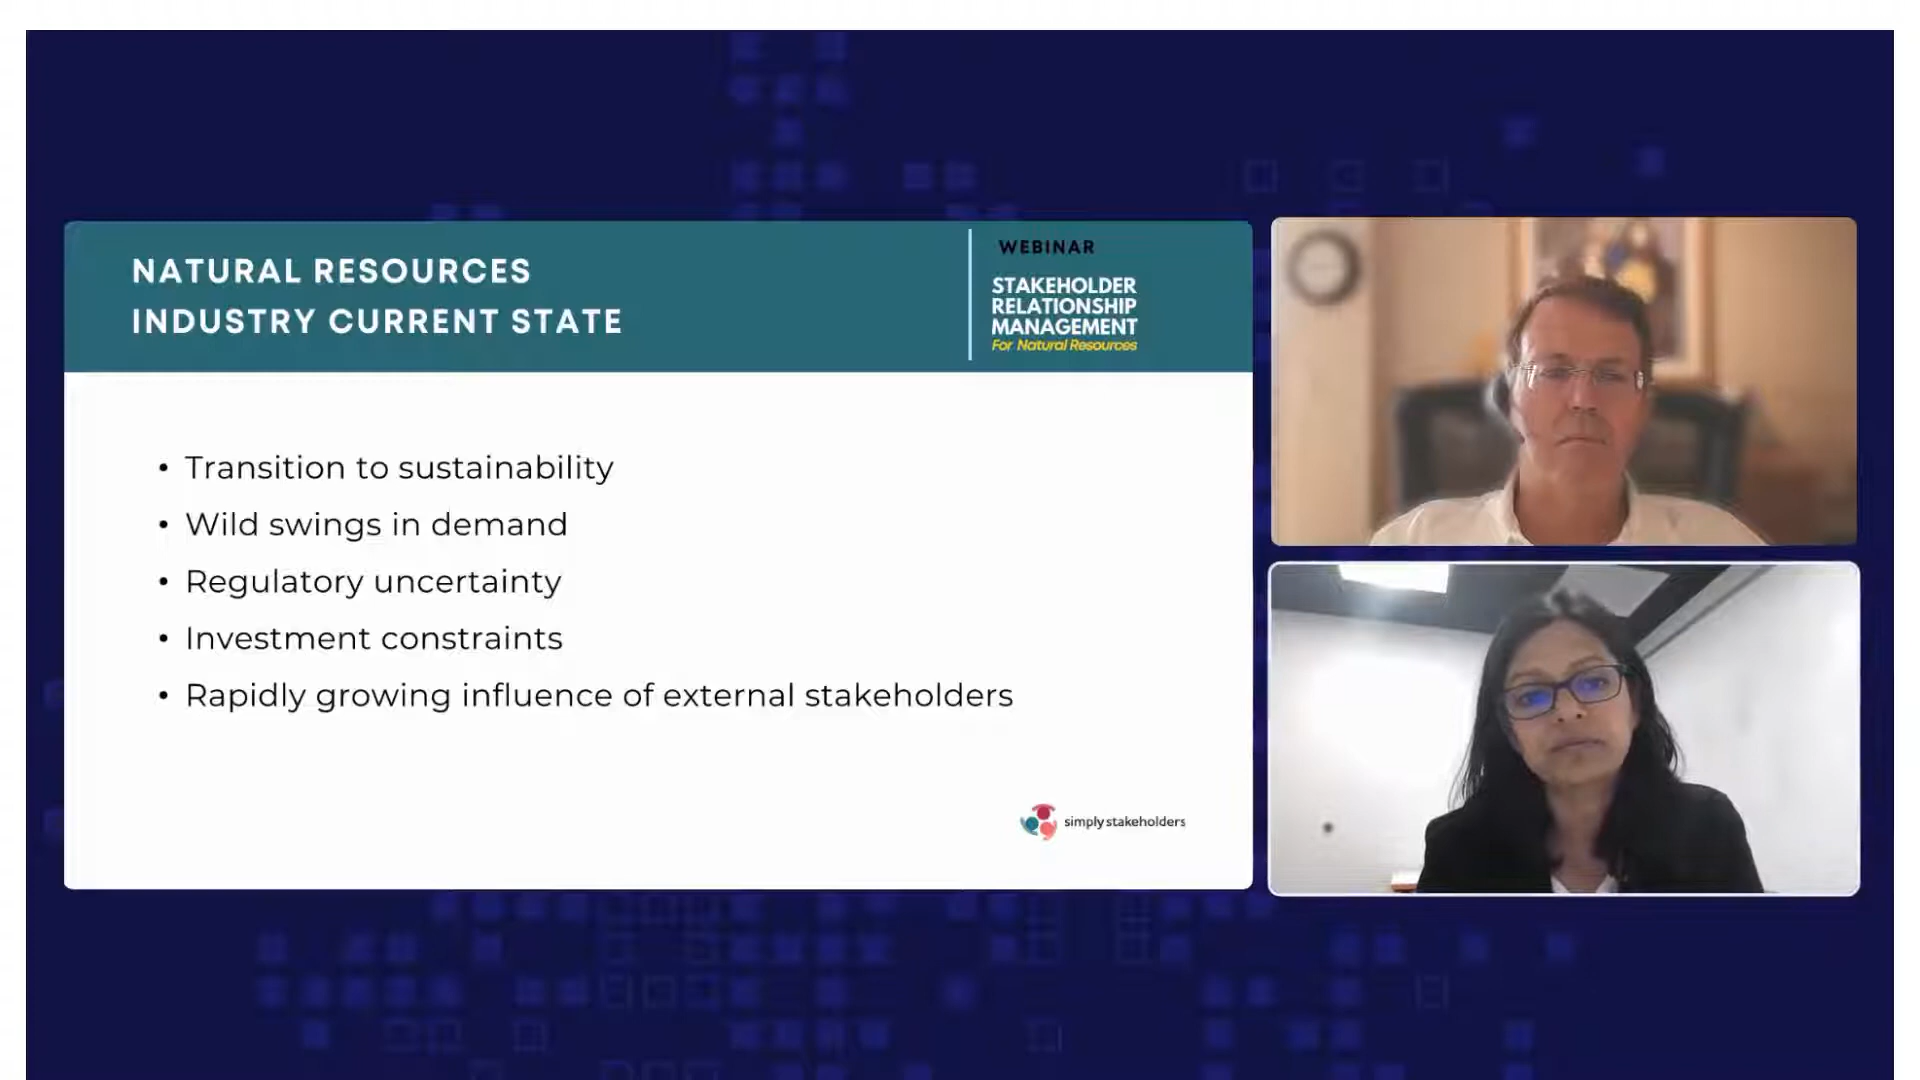 NATURAL RESOURCES
INDUSTRY CURRENT STATE
WEBINAR
STAKEHOLDER
RELATIONSHIP
MANAGEMENT
For Natural Resources
• Transition to sustainability
• Wild swings in demand
• Regulatory uncertainty
• Investment constraints
• Rapidly growing influence of external stakeholders
simply stakeholders